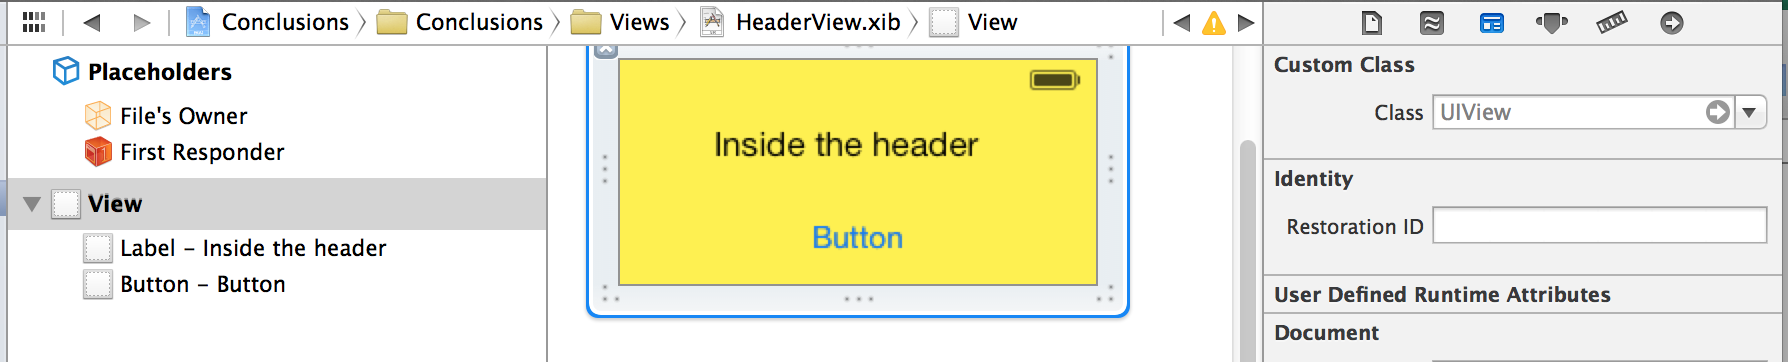 Conclusions Conclusions Views HeaderView.xib View
Placeholders
File's Owner
First Responder
View
Label – Inside the header
Button – Button
Inside the header
Button
Custom Class
Class UIView
Identity
Restoration ID
User Defined Runtime Attributes
Document